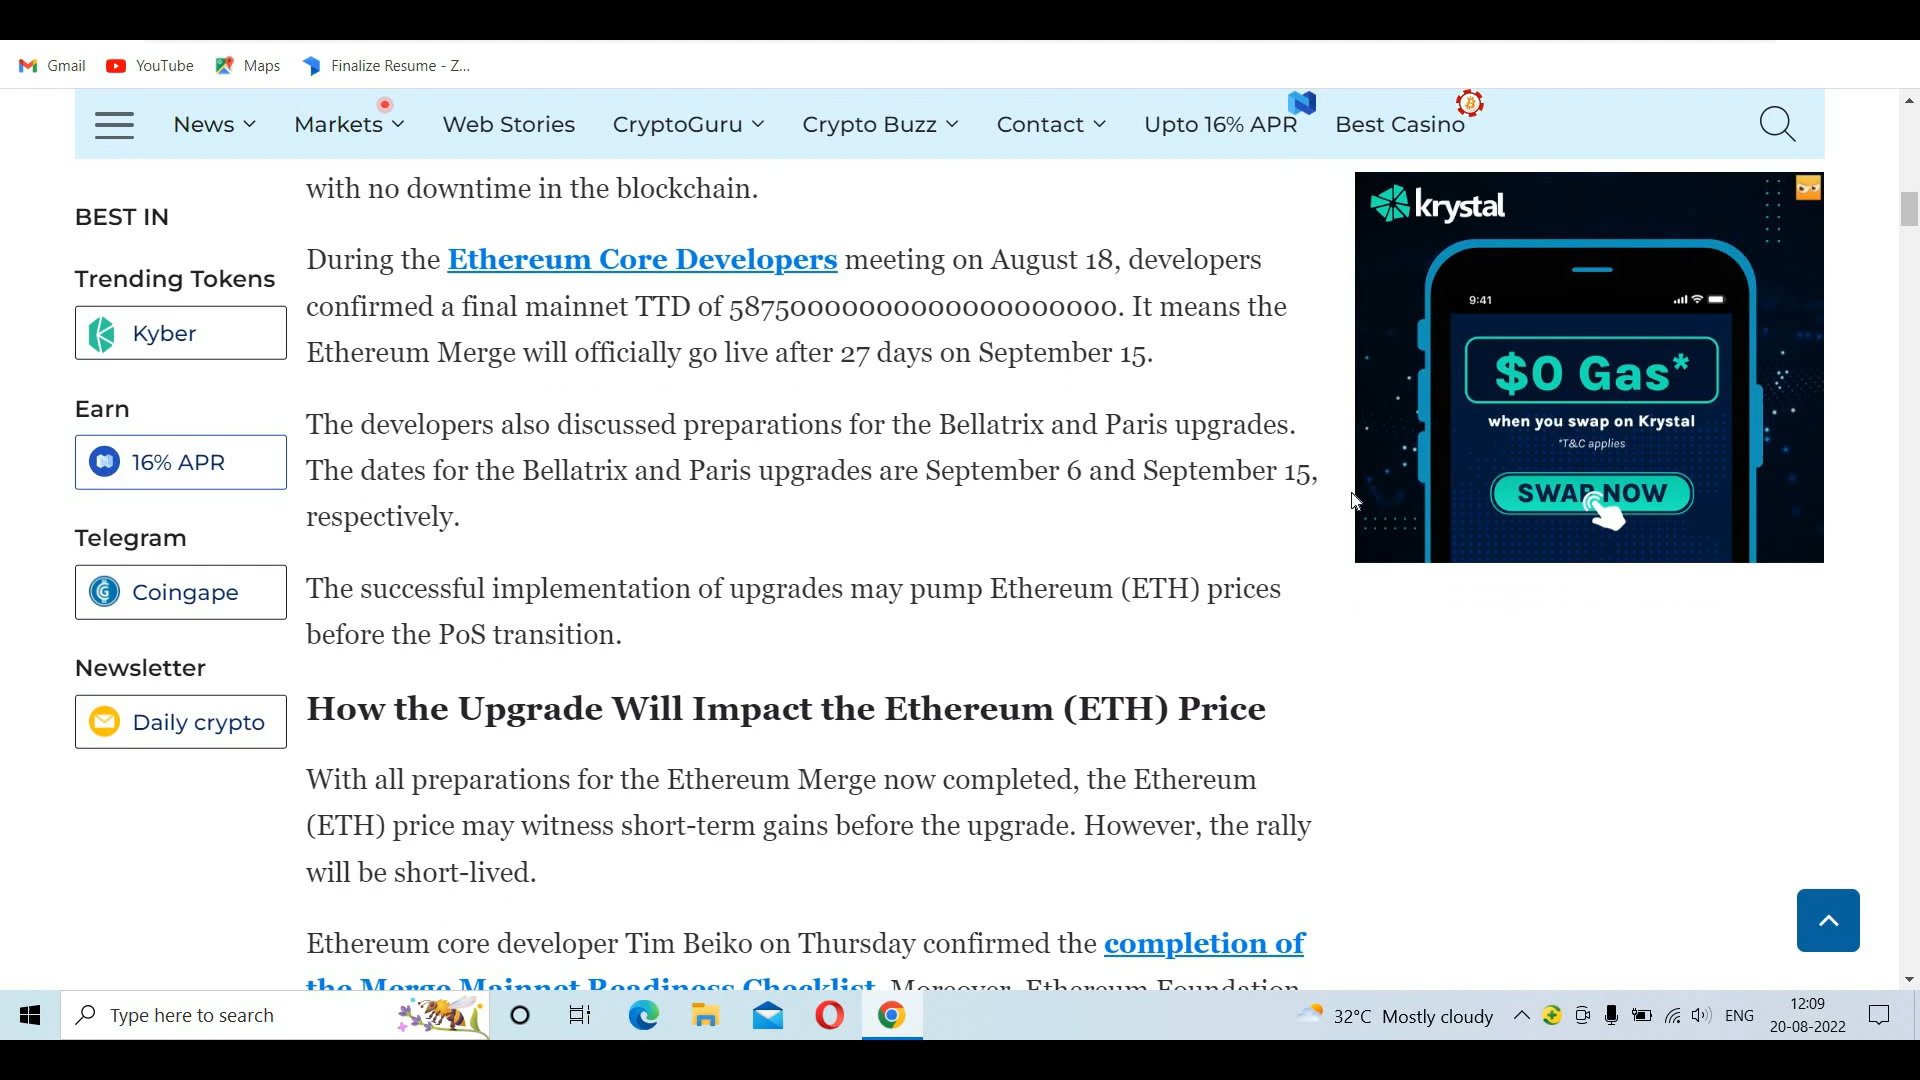 Gmail YouTube Maps Finalize Resume - Z...
News Markets Web Stories CryptoGuru Crypto Buzz Contact Upto 16% APR Best Casino
BEST IN
Trending Tokens
Kyber
Earn
16% APR
Telegram
Coingape
Newsletter
Daily crypto
with no downtime in the blockchain.
During the Ethereum Core Developers meeting on August 18, developers
confirmed a final mainnet TTD of 58750000000000000000000. It means the
Ethereum Merge will officially go live after 27 days on September 15.
The developers also discussed preparations for the Bellatrix and Paris upgrades.
The dates for the Bellatrix and Paris upgrades are September 6 and September 15,
respectively.
The successful implementation of upgrades may pump Ethereum (ETH) prices
before the PoS transition.
How the Upgrade Will Impact the Ethereum (ETH) Price
With all preparations for the Ethereum Merge now completed, the Ethereum
(ETH) price may witness short-term gains before the upgrade. However, the rally
will be short-lived.
Ethereum core developer Tim Beiko on Thursday confirmed the completion of
the Merge Mainnet Readiness Checklist. Moreover, Ethereum Foundation
krystal
9:41
$0 Gas*
when you swap on Krystal
*T&C applies
SWAP NOW
Type here to search
32°C Mostly cloudy
ENG
12:09
20-08-2022